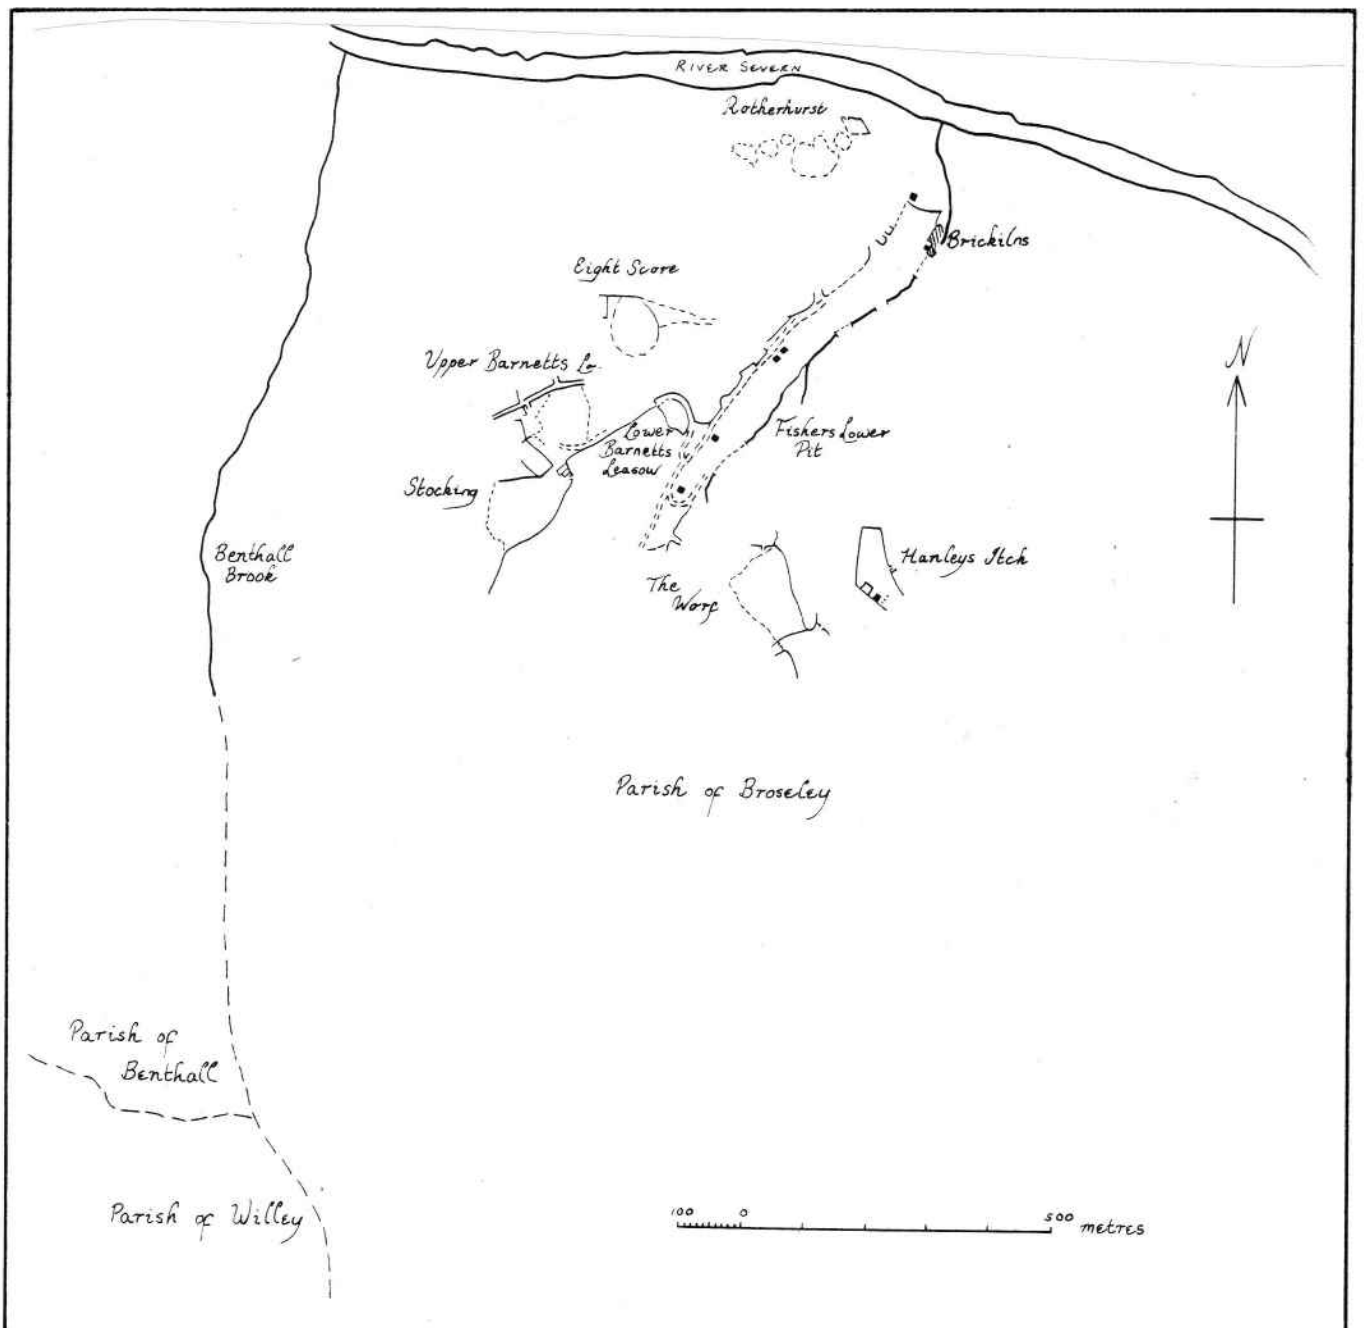 RIVER SEVERN
Rotherhurst
Brickilns
Eight Score
Upper Barnetts La.
N
Lower
Barnetts
Leasow
Fishers Lower
Pit
Stocking
Benthall
Brook
The
Worf
Hanleys Itch
Parish of Broseley
Parish of
Benthall
Parish of Willey
100 0 500 metres